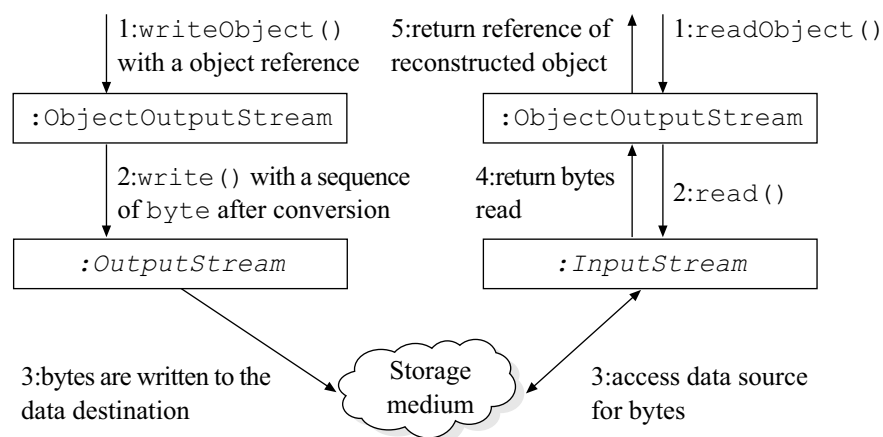 1:writeObject()
with a object reference
:ObjectOutputStream
2:write() with a sequence
of byte after conversion
:OutputStream
3:bytes are written to the
data destination
5:return reference of
reconstructed object
1:readObject()
:ObjectOutputStream
4:return bytes
read
2:read()
:InputStream
Storage
medium
3:access data source
for bytes